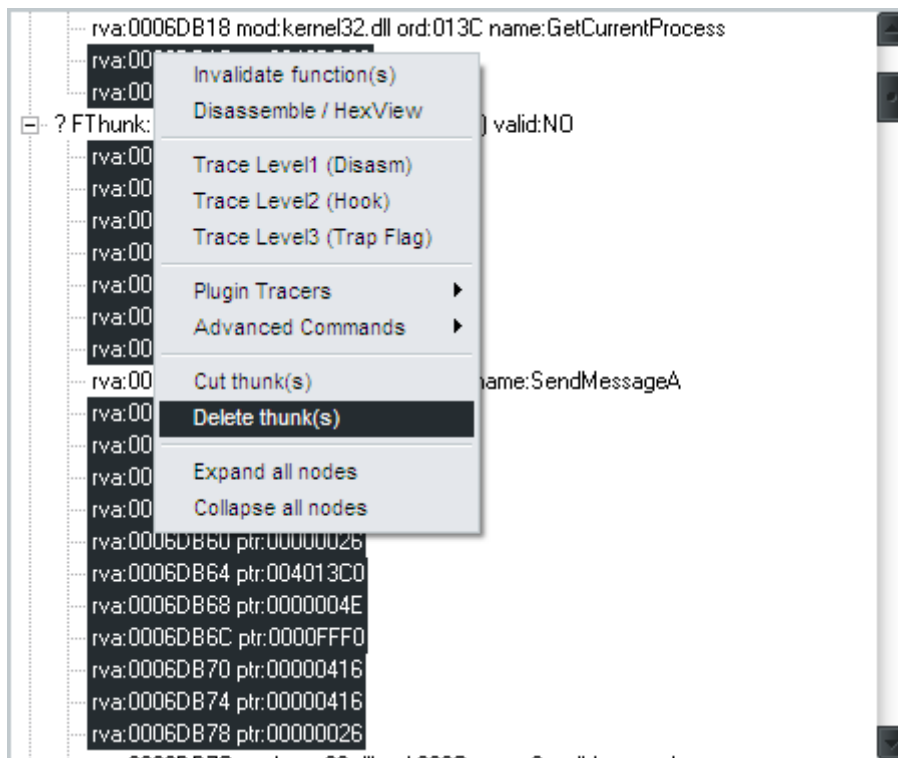 rva:0006DB18 mod:kernel32.dll ord:013C name:GetCurrentProcess
rva:00
Invalidate function(s)
rva:00
Disassemble / HexView
? FThunk: ) valid:NO
rva:00
Trace Level1 (Disasm)
rva:00
Trace Level2 (Hook)
rva:00
Trace Level3 (Trap Flag)
rva:00
rva:00
Plugin Tracers
rva:00
Advanced Commands
rva:00
rva:00 name:SendMessageA
Cut thunk(s)
rva:00
Delete thunk(s)
rva:00
rva:00
Expand all nodes
rva:00
Collapse all nodes
rva:0006DB60 ptr:00000026
rva:0006DB64 ptr:004013C0
rva:0006DB68 ptr:0000004E
rva:0006DB6C ptr:0000FFF0
rva:0006DB70 ptr:00000416
rva:0006DB74 ptr:00000416
rva:0006DB78 ptr:00000026